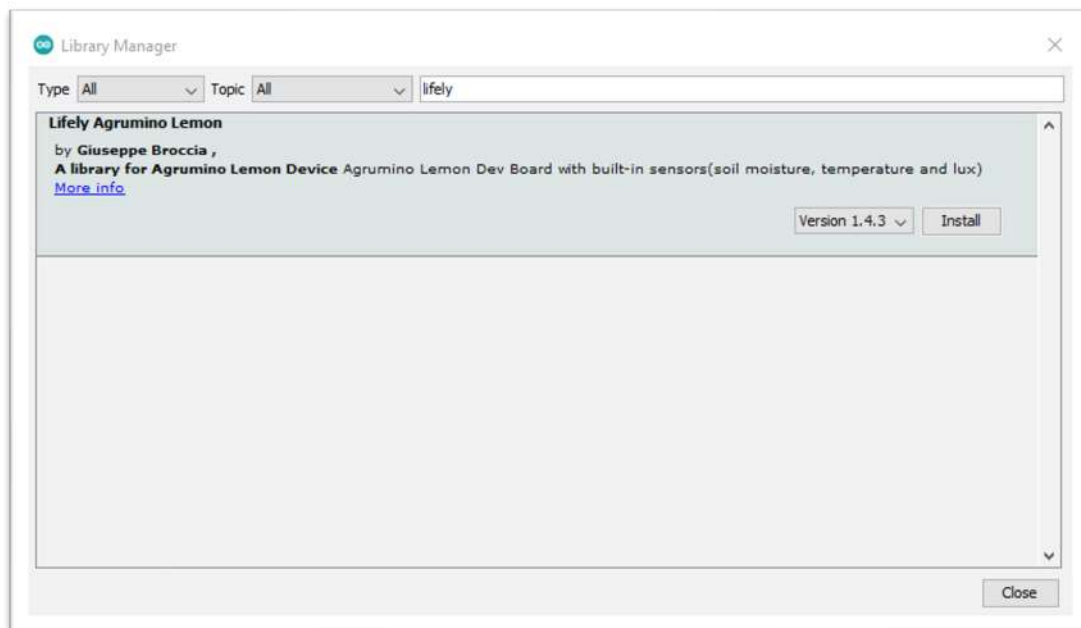 Library Manager
Type All Topic All lifely
Lifely Agrumino Lemon
by Giuseppe Broccia ,
A library for Agrumino Lemon Device Agrumino Lemon Dev Board with built-in sensors(soil moisture, temperature and lux)
More info
Version 1.4.3 Install
Close